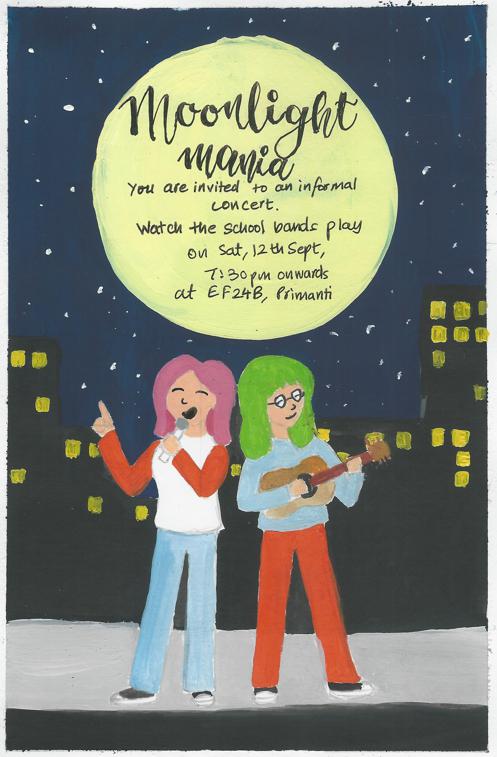 Moonlight
mania
You are invited to an informal
concert.
Watch the school bands play
on Sat, 12th Sept,
7:30pm onwards
at EF24B, Primanti